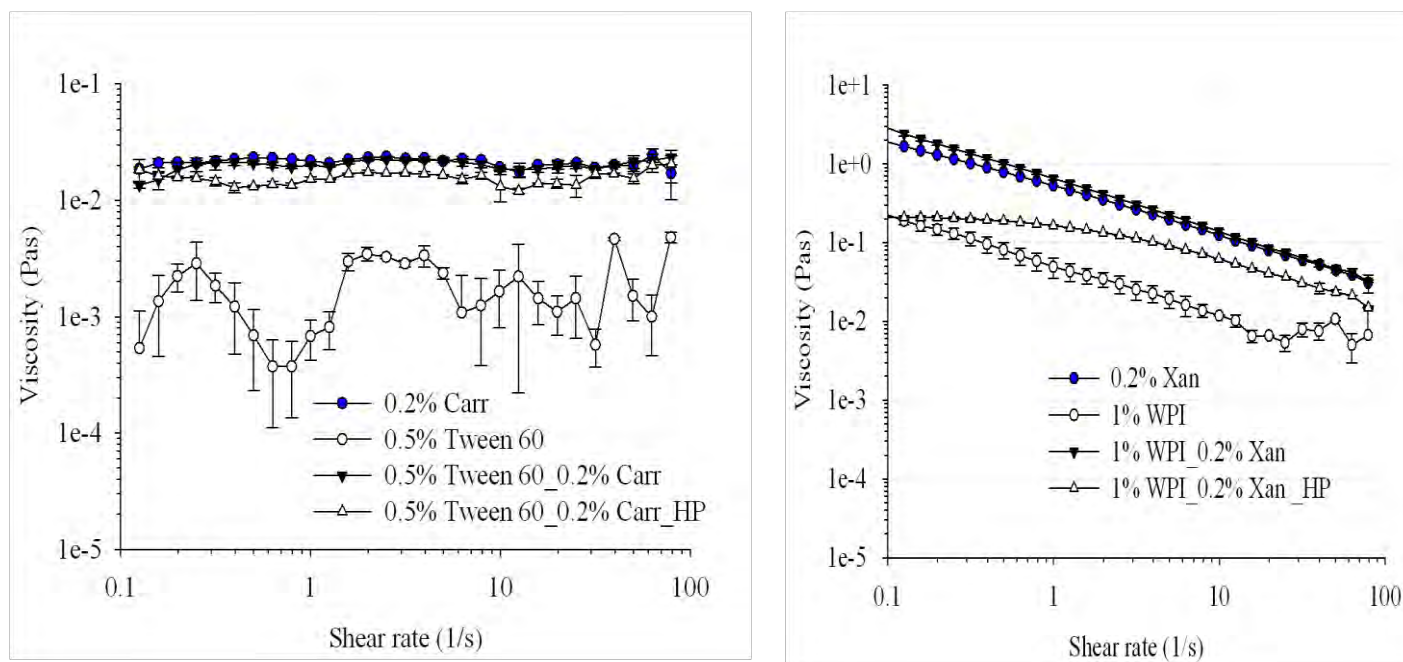 1e-1
1e-2
1e-3
1e-4
1e-5
Viscosity (Pas)
0.2% Carr
0.5% Tween 60
0.5% Tween 60_0.2% Carr
0.5% Tween 60_0.2% Carr_HP
0.1 1 10 100
Shear rate (1/s)
1e+1
1e+0
1e-1
1e-2
1e-3
1e-4
1e-5
Viscosity (Pas)
0.2% Xan
1% WPI
1% WPI_0.2% Xan
1% WPI_0.2% Xan_HP
0.1 1 10 100
Shear rate (1/s)